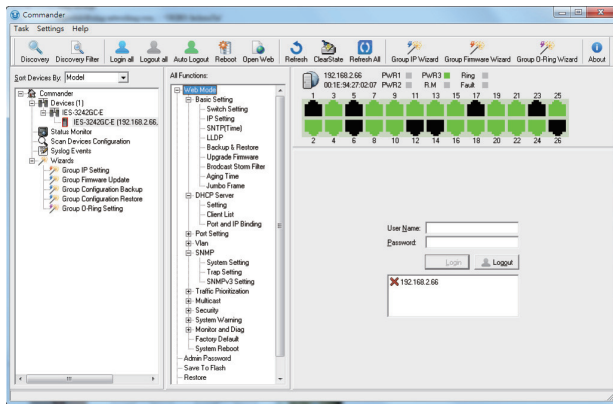 Commander
Task Settings Help
Discovery Discovery Filter Login all Logout all Auto Logout Reboot Open Web Refresh ClearState Refresh All Group IP Wizard Group Firmware Wizard Group O-Ring Wizard About
Sort Devices By: Model
Commander
Devices (1)
IES-3242GC-E
IES-3242GC-E (192.168.2.66,
Status Monitor
Scan Devices Configuration
Syslog Events
Wizards
Group IP Setting
Group Firmware Update
Group Configuration Backup
Group Configuration Restore
Group O-Ring Setting
All Functions:
Web Mode
Basic Setting
Switch Setting
IP Setting
SNTP(Time)
LLDP
Backup & Restore
Upgrade Firmware
Brodcast Storm Filter
Aging Time
Jumbo Frame
DHCP Server
Setting
Client List
Port and IP Binding
Port Setting
Vlan
SNMP
System Setting
Trap Setting
SNMPv3 Setting
Traffic Prioritization
Multicast
Security
System Warning
Monitor and Diag
Factory Default
System Reboot
Admin Password
Save To Flash
Restore
192.168.2.66 PWR1 PWR3 Ring
00:1E:94:27:02:07 PWR2 R.M Fault
1 3 5 7 9 11 13 15 17 19 21 23 25
2 4 6 8 10 12 14 16 18 20 22 24 26
User Name:
Password:
Login Logout
192.168.2.66